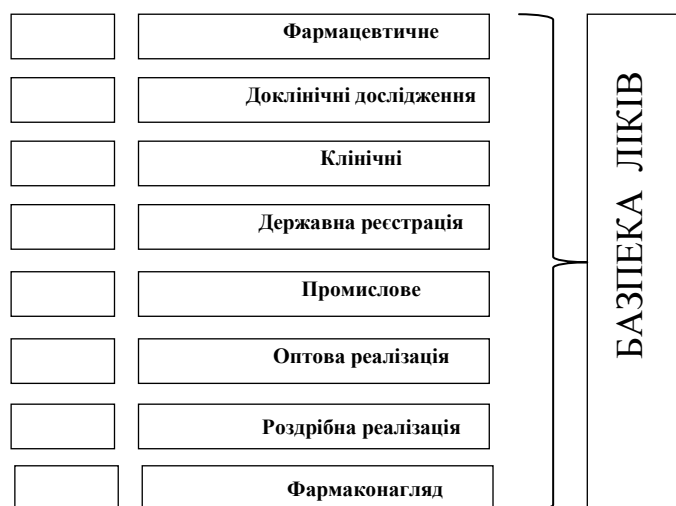 Фармацевтичне
Доклінічні дослідження
Клінічні
Державна реєстрація
Промислове
Оптова реалізація
Роздрібна реалізація
Фармаконагляд
БАЗПЕКА ЛІКІВ